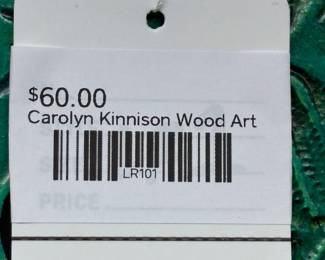 $60.00
Carolyn Kinnison Wood Art
LR101
PRICE